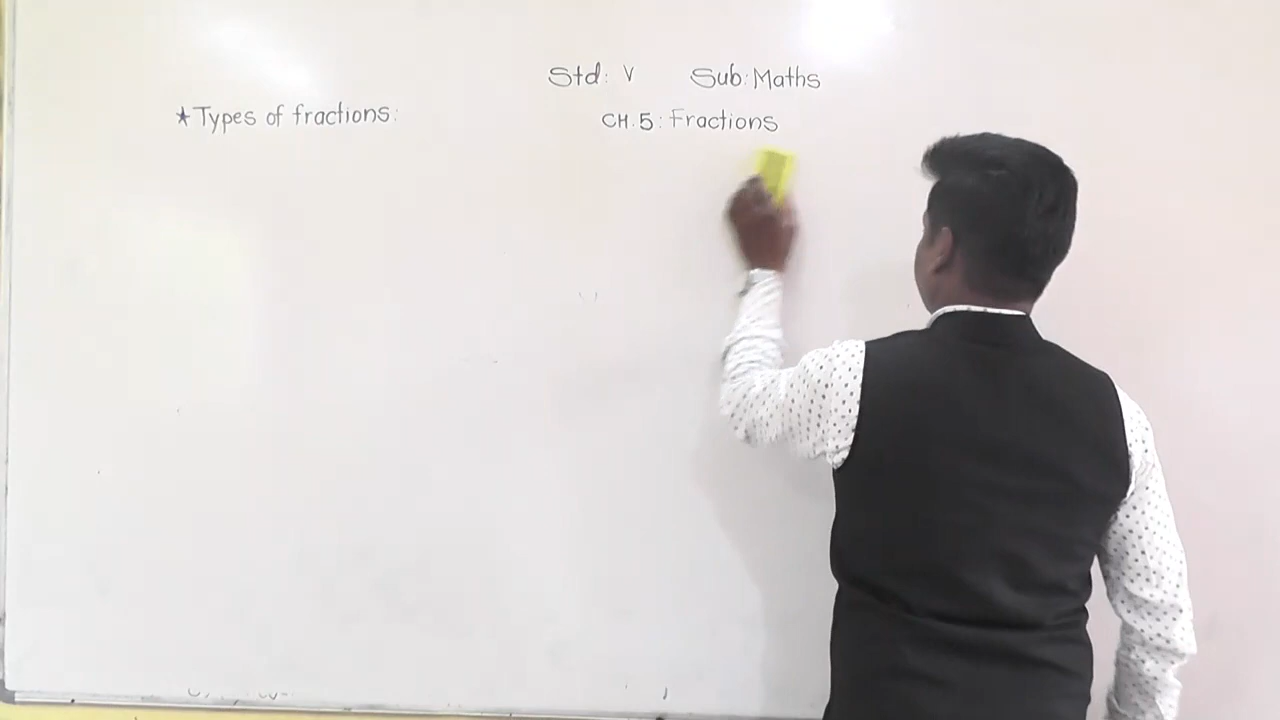 Std: V Sub: Maths
CH. 5: Fractions
★ Types of fractions: